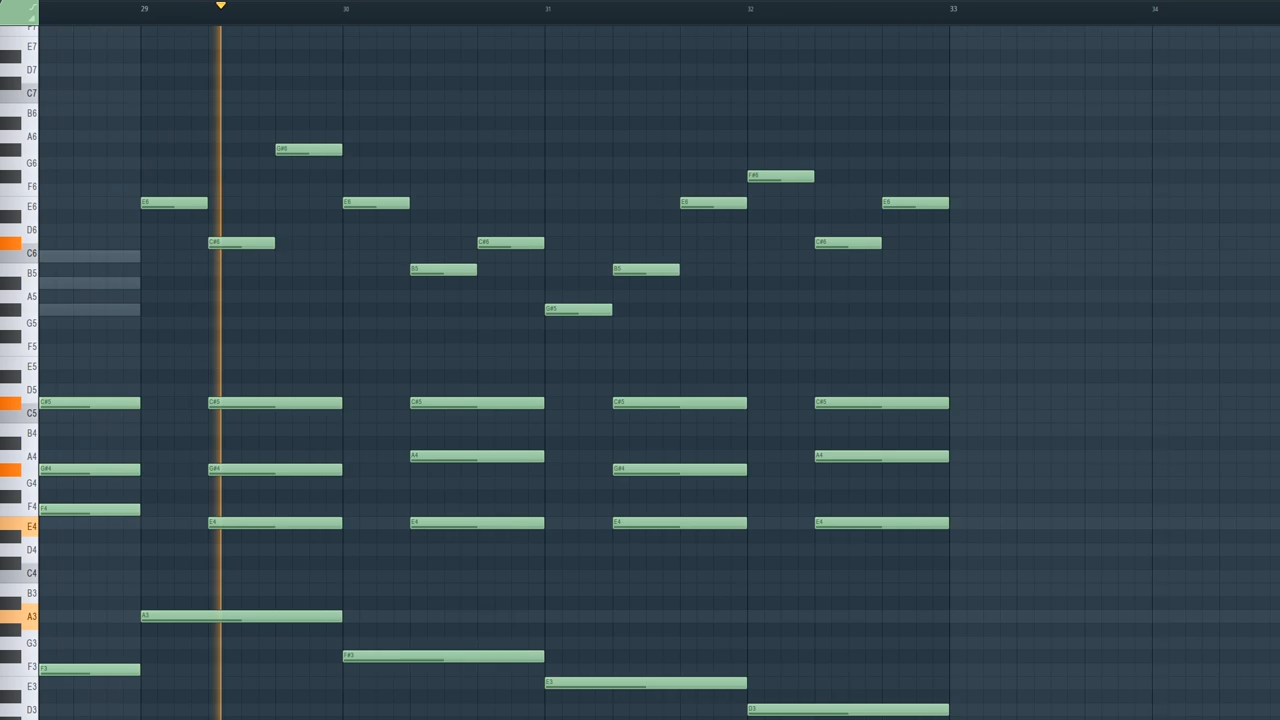 29 30 31 32 33 34
F7
E7
D7
C7
B6
A6
G#6
G6
F#6
F6
E6 E6 E6 E6 E6
D6
C#6 C#6 C#6
C6
B5 B5 B5
A5
G#5
G5
F5
E5
D5
C#5 C#5 C#5 C#5 C#5
C5
B4
A4 A4 A4
G#4 G#4 G#4
G4
F4 F4
E4 E4 E4 E4 E4
D4
C4
B3
A3 A3
G3
F#3
F3 F3
E3 E3
D3 D3